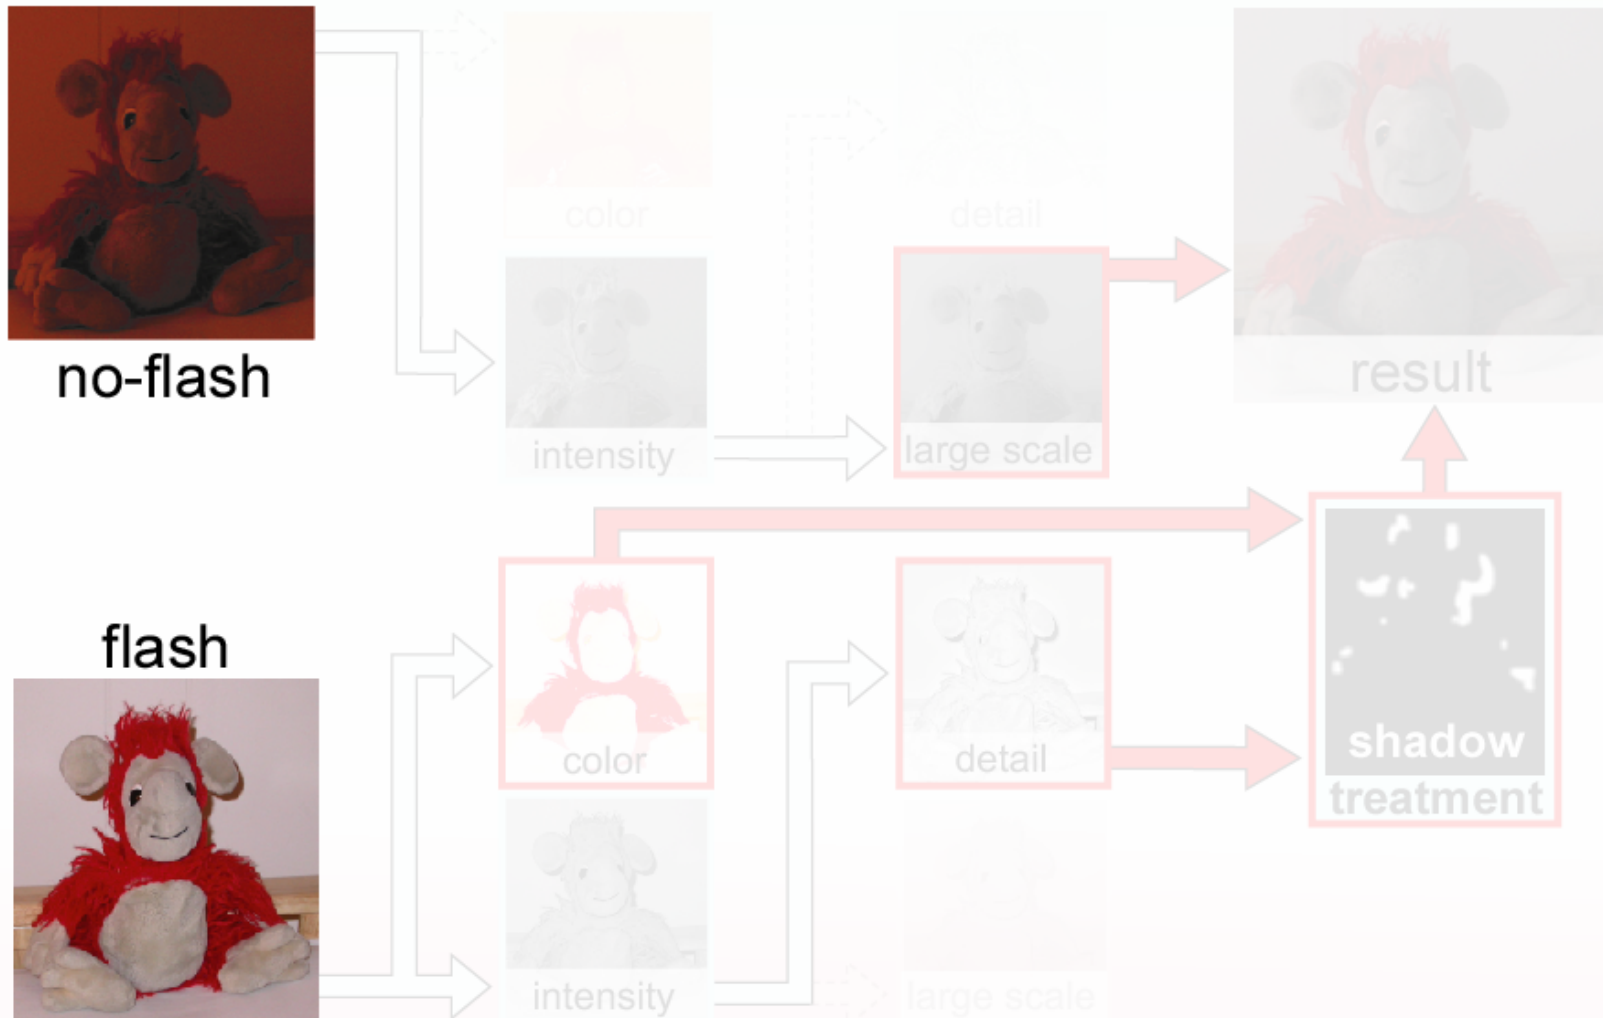 no-flash
color
intensity
detail
large scale
result
flash
color
intensity
detail
large scale
shadow
treatment